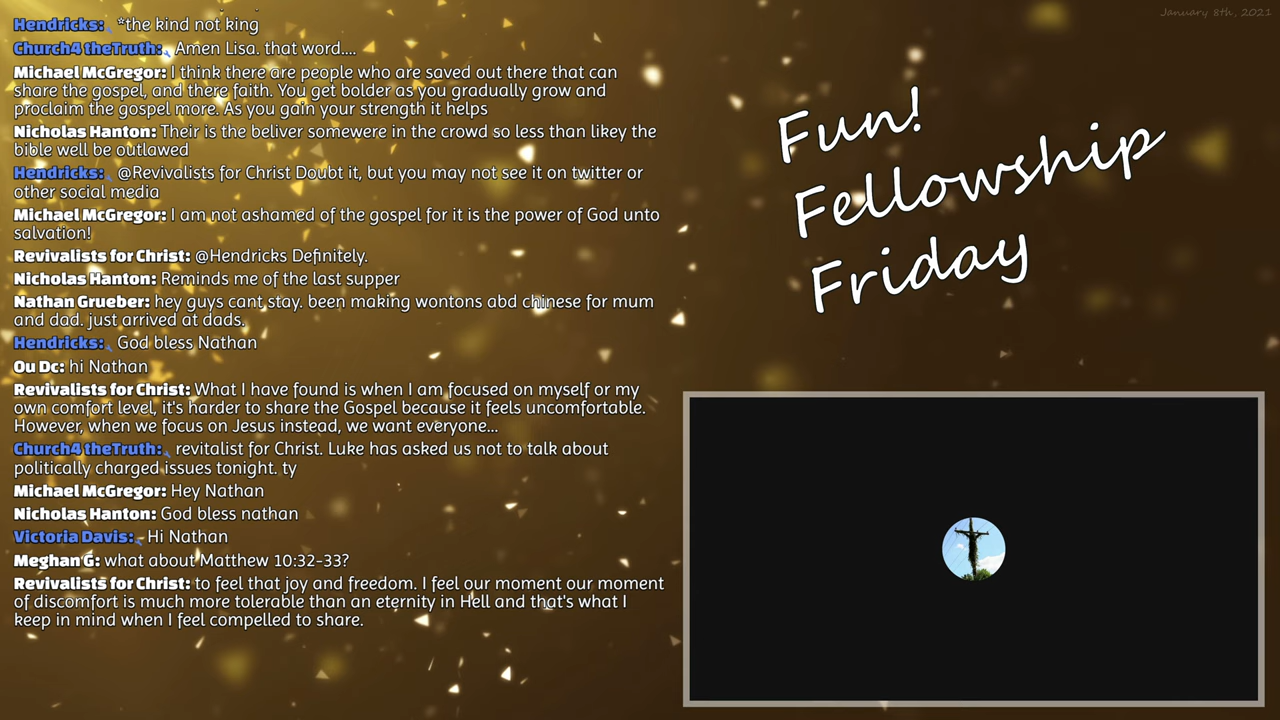 Hendricks: *the kind not king
Church4 theTruth: Amen Lisa. that word....
Michael McGregor: I think there are people who are saved out there that can
share the gospel, and there faith. You get bolder as you gradually grow and
proclaim the gospel more. As you gain your strength it helps
Nicholas Hanton: Their is the beliver somewere in the crowd so less than likey the
bible well be outlawed
Hendricks: @Revivalists for Christ Doubt it, but you may not see it on twitter or
other social media
Michael McGregor: I am not ashamed of the gospel for it is the power of God unto
salvation!
Revivalists for Christ: @Hendricks Definitely.
Nicholas Hanton: Reminds me of the last supper
Nathan Grueber: hey guys cant stay. been making wontons abd chinese for mum
and dad. just arrived at dads.
Hendricks: God bless Nathan
Ou Dc: hi Nathan
Revivalists for Christ: What I have found is when I am focused on myself or my
own comfort level, it's harder to share the Gospel because it feels uncomfortable.
However, when we focus on Jesus instead, we want everyone...
Church4 theTruth: revitalist for Christ. Luke has asked us not to talk about
politically charged issues tonight. ty
Michael McGregor: Hey Nathan
Nicholas Hanton: God bless nathan
Victoria Davis: Hi Nathan
Meghan G: what about Matthew 10:32-33?
Revivalists for Christ: to feel that joy and freedom. I feel our moment our moment
of discomfort is much more tolerable than an eternity in Hell and that's what I
keep in mind when I feel compelled to share.
January 8th, 2021
Fun!
Fellowship
Friday